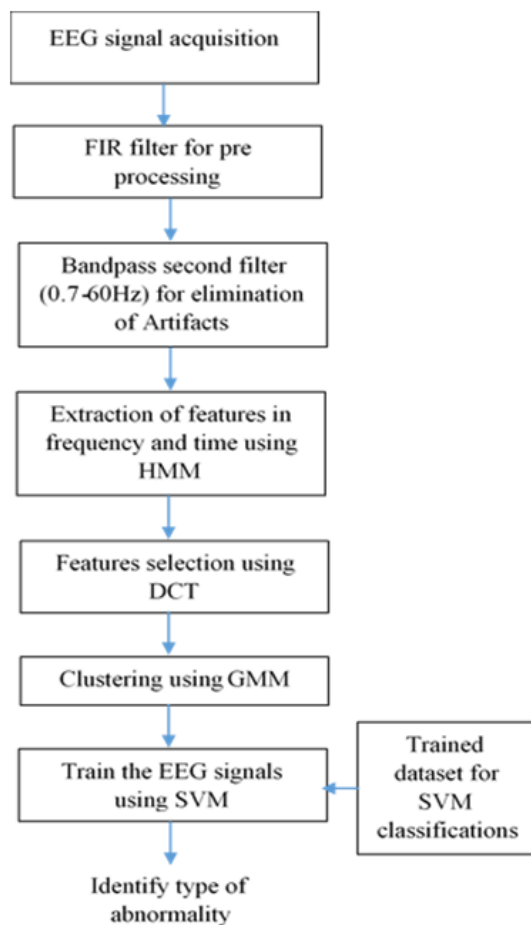 EEG signal acquisition
FIR filter for pre
processing
Bandpass second filter
(0.7-60Hz) for elimination
of Artifacts
Extraction of features in
frequency and time using
HMM
Features selection using
DCT
Clustering using GMM
Train the EEG signals
using SVM
Trained
dataset for
SVM
classifications
Identify type of
abnormality